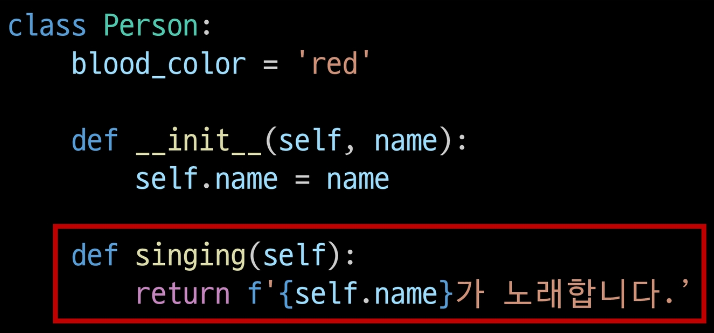 class Person:
    blood_color = 'red'
    def __init__(self, name):
        self.name = name
    def singing(self):
        return f'{self.name}가 노래합니다.’